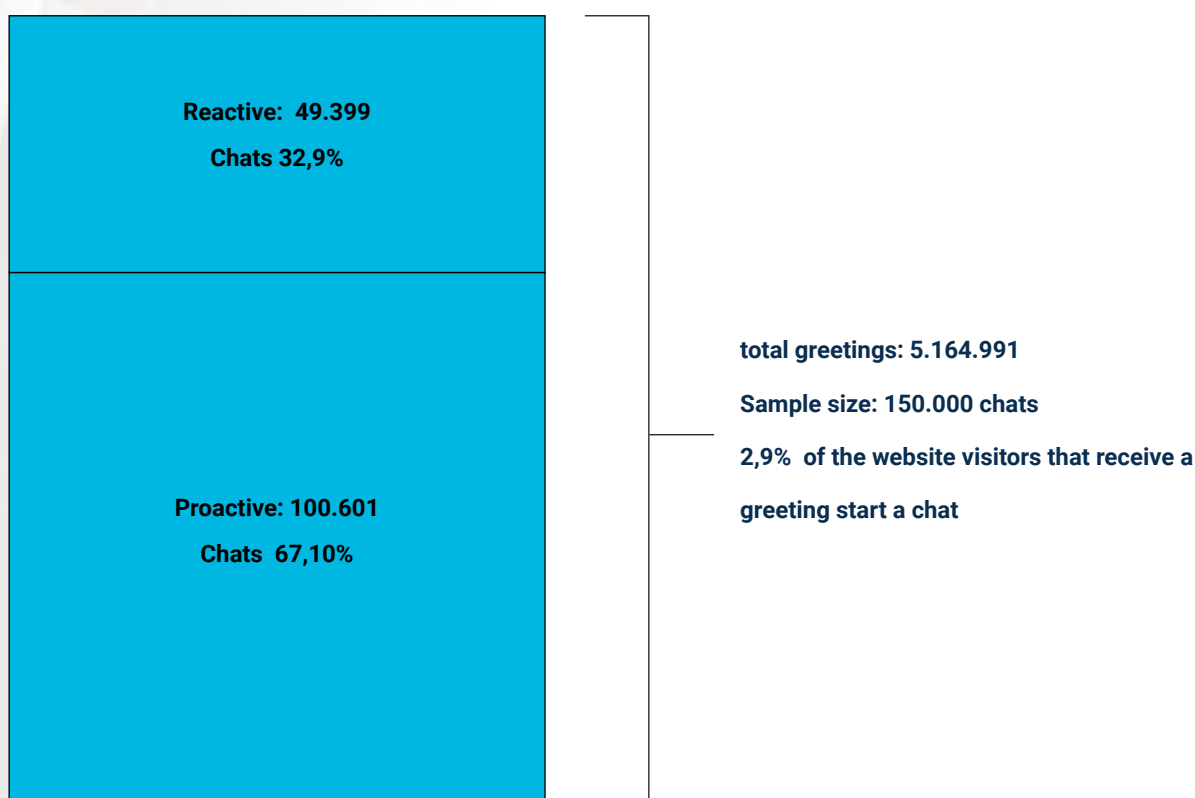 Reactive: 49.399
Chats 32,9%
Proactive: 100.601
Chats 67,10%
total greetings: 5.164.991
Sample size: 150.000 chats
2,9% of the website visitors that receive a
greeting start a chat